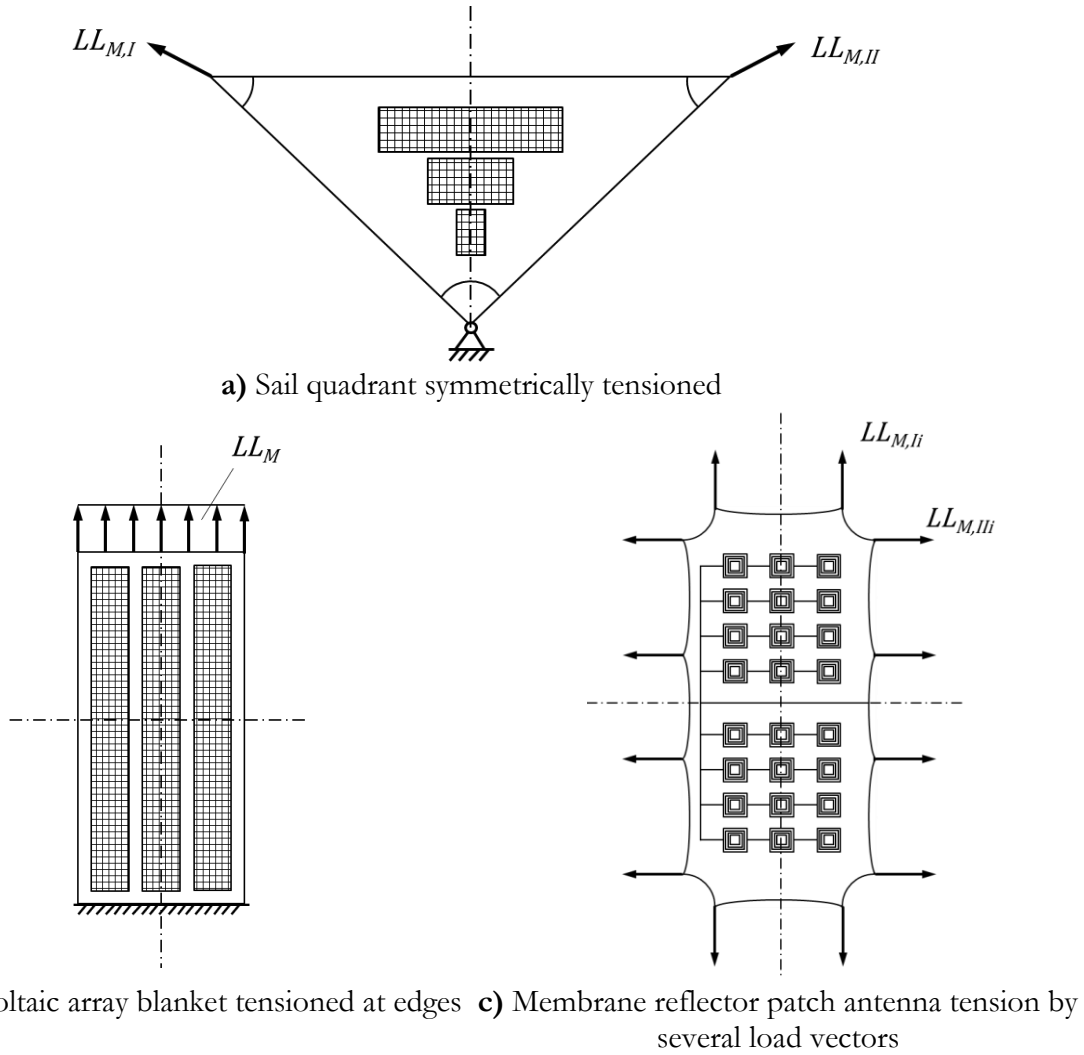 LL_{M,I}
LL_{M,II}
a) Sail quadrant symmetrically tensioned
LL_M
LL_{M,Ii}
LL_{M,IIi}
array blanket tensioned at edges
c) Membrane reflector patch antenna tension by
several load vectors